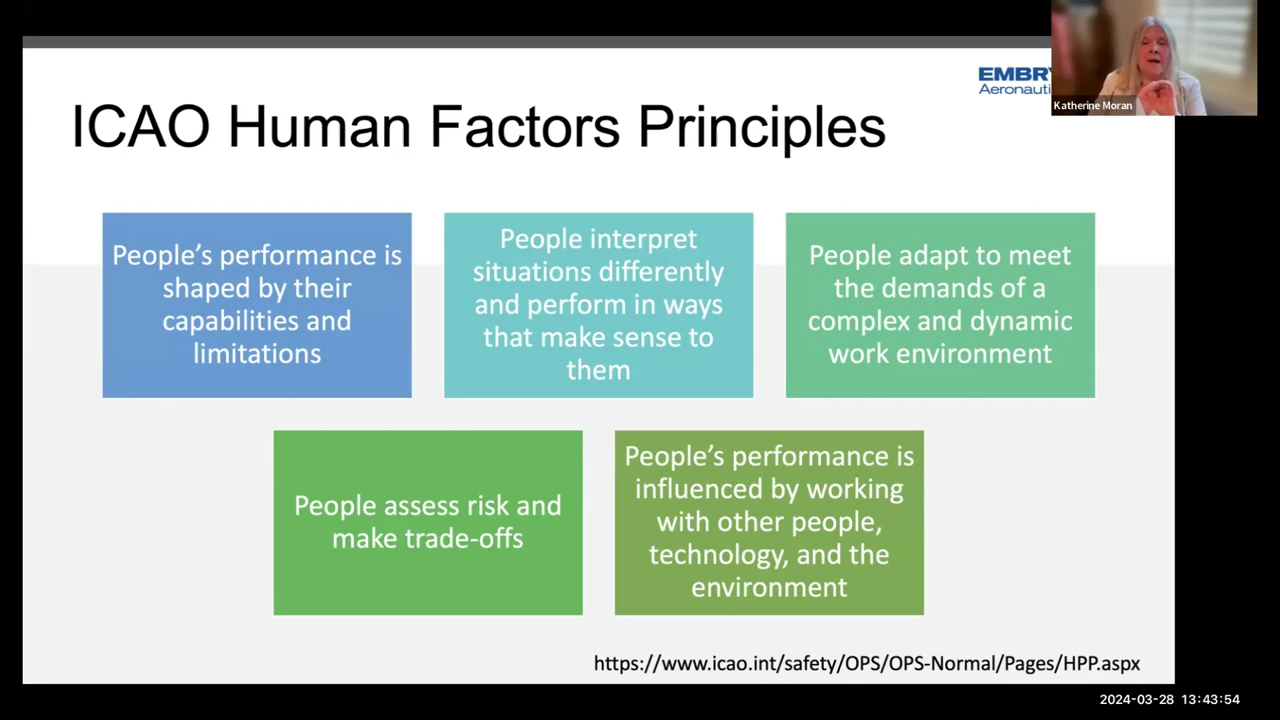 EMBRY
Aeronauti
Katherine Moran
ICAO Human Factors Principles
People’s performance is
shaped by their
capabilities and
limitations
People interpret
situations differently
and perform in ways
that make sense to
them
People adapt to meet
the demands of a
complex and dynamic
work environment
People assess risk and
make trade-offs
People’s performance is
influenced by working
with other people,
technology, and the
environment
https://www.icao.int/safety/OPS/OPS-Normal/Pages/HPP.aspx
2024-03-28 13:43:54